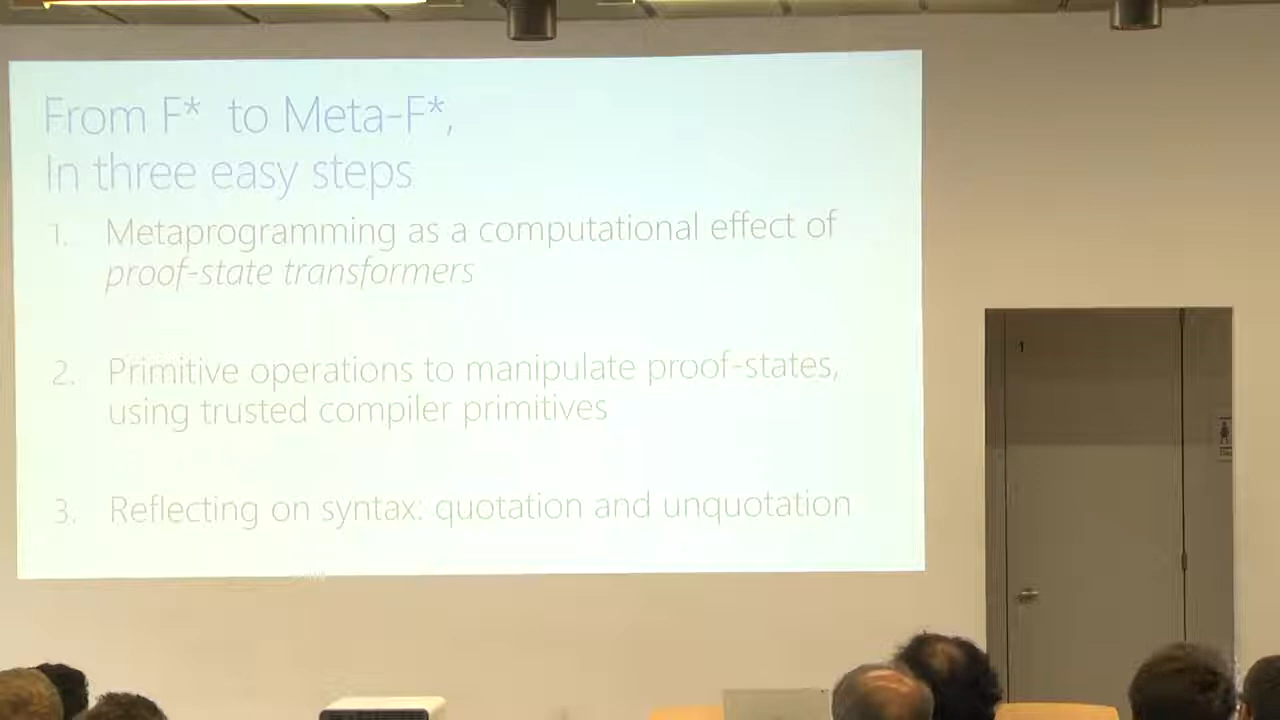 From F* to Meta-F*,
In three easy steps
1. Metaprogramming as a computational effect of
proof-state transformers
2. Primitive operations to manipulate proof-states,
using trusted compiler primitives
3. Reflecting on syntax: quotation and unquotation
1